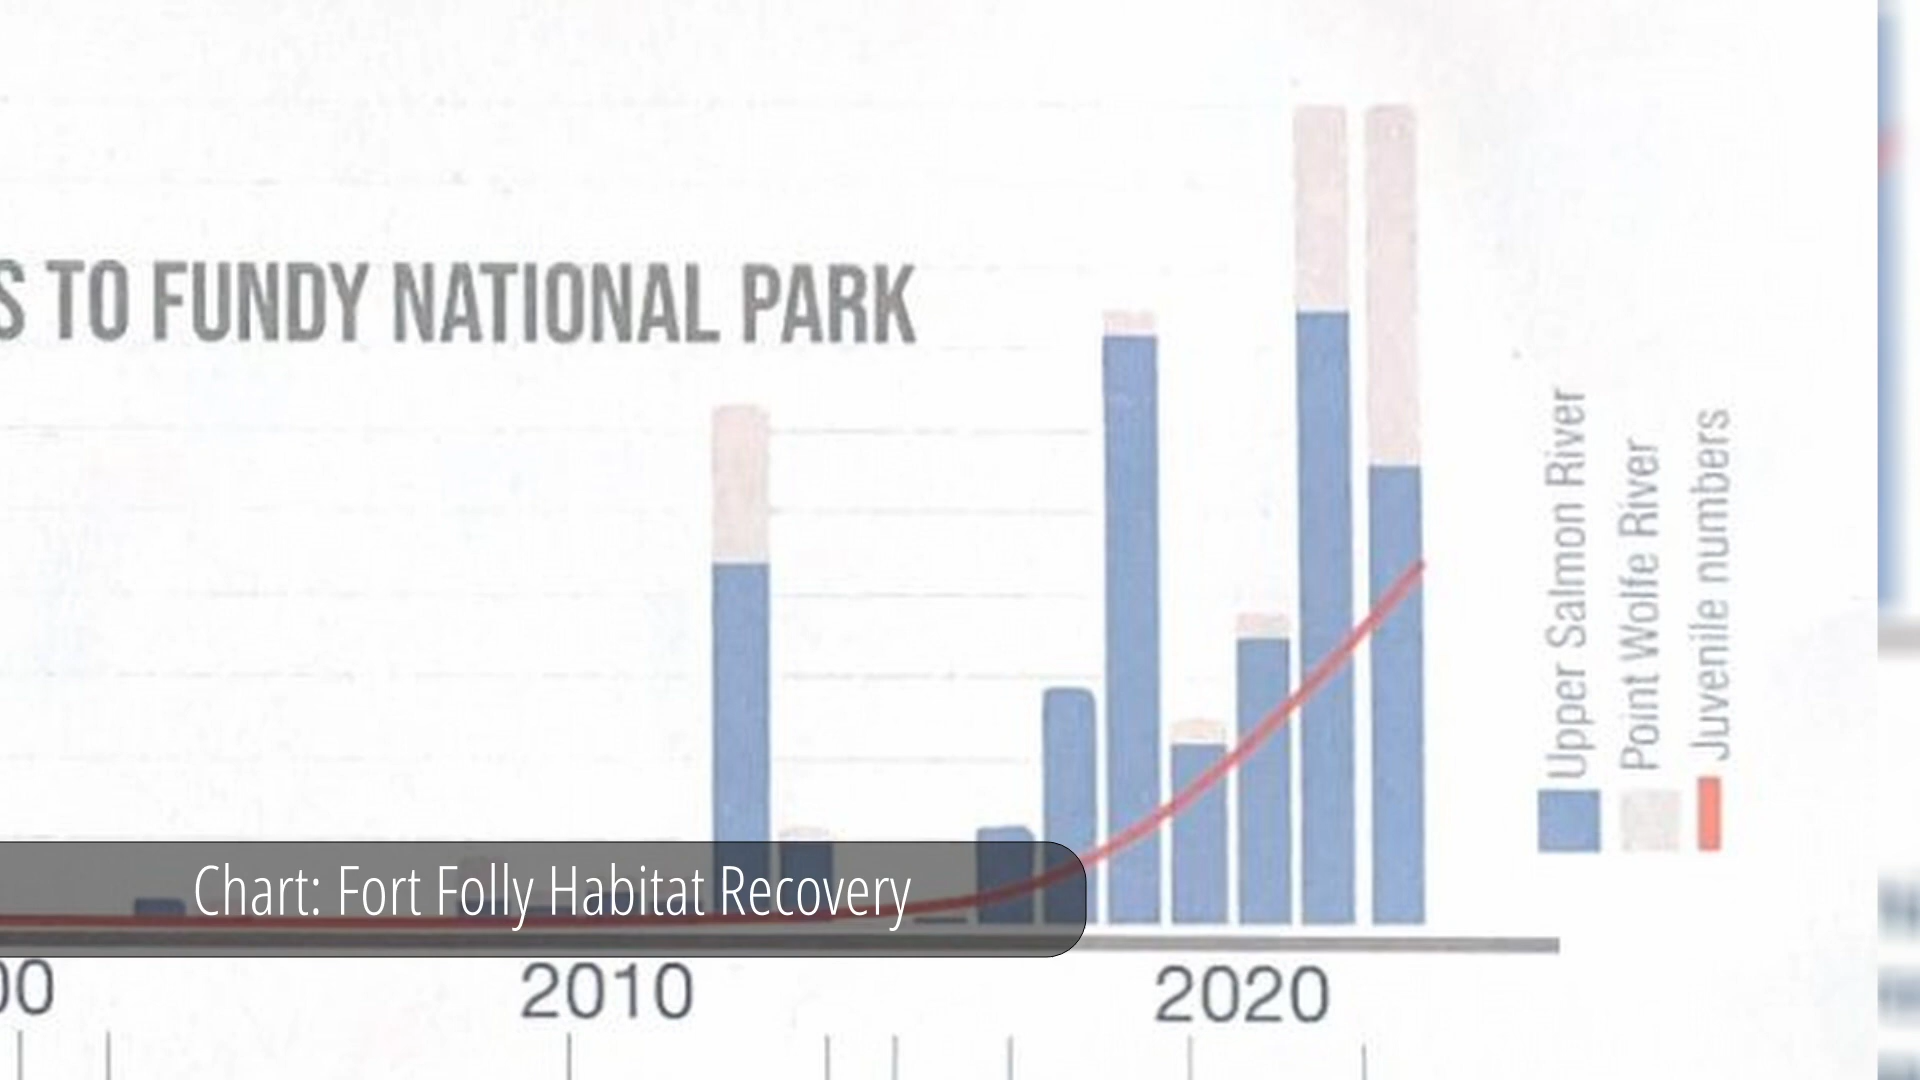 S TO FUNDY NATIONAL PARK
Upper Salmon River
Point Wolfe River
Juvenile numbers
Chart: Fort Folly Habitat Recovery
00
2010
2020